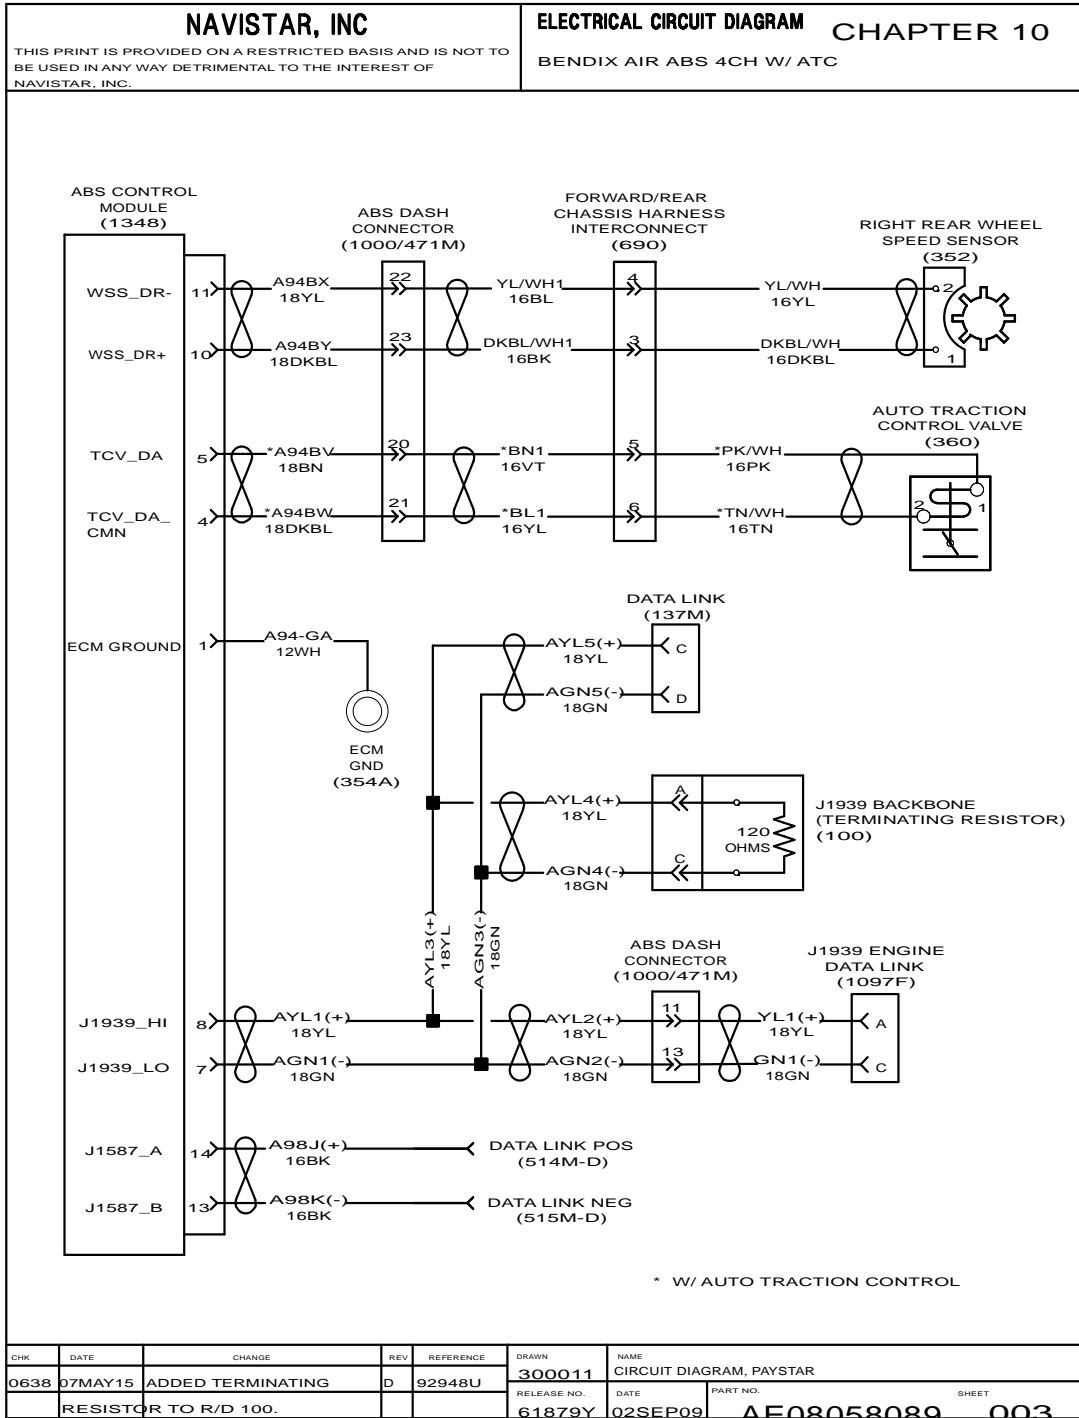 NAVISTAR, INC
THIS PRINT IS PROVIDED ON A RESTRICTED BASIS AND IS NOT TO
BE USED IN ANY WAY DETRIMENTAL TO THE INTEREST OF
NAVISTAR, INC.
ELECTRICAL CIRCUIT DIAGRAM
CHAPTER 10
BENDIX AIR ABS 4CH W/ ATC
ABS CONTROL
MODULE
(1348)
ABS DASH
CONNECTOR
(1000/471M)
FORWARD/REAR
CHASSIS HARNESS
INTERCONNECT
(690)
RIGHT REAR WHEEL
SPEED SENSOR
(352)
WSS_DR-
11
A94BX
18YL
22
YL/WH1
16BL
4
YL/WH
16YL
2
WSS_DR+
10
A94BY
18DKBL
23
DKBL/WH1
16BK
3
DKBL/WH
16DKBL
1
AUTO TRACTION
CONTROL VALVE
(360)
TCV_DA
5
*A94BV
18BN
20
*BN1
16VT
5
*PK/WH
16PK
1
TCV_DA_
CMN
4
*A94BW
18DKBL
21
*BL1
16YL
6
*TN/WH
16TN
2
DATA LINK
(137M)
ECM GROUND
1
A94-GA
12WH
AYL5(+)
18YL
C
AGN5(-)
18GN
D
ECM
GND
(354A)
AYL4(+)
18YL
A
120
OHMS
J1939 BACKBONE
(TERMINATING RESISTOR)
(100)
AGN4(-)
18GN
C
AYL3(+)
18YL
AGN3(-)
18GN
ABS DASH
CONNECTOR
(1000/471M)
J1939 ENGINE
DATA LINK
(1097F)
J1939_HI
8
AYL1(+)
18YL
AYL2(+)
18YL
11
YL1(+)
18YL
A
J1939_LO
7
AGN1(-)
18GN
AGN2(-)
18GN
13
GN1(-)
18GN
C
J1587_A
14
A98J(+)
16BK
DATA LINK POS
(514M-D)
J1587_B
13
A98K(-)
16BK
DATA LINK NEG
(515M-D)
* W/ AUTO TRACTION CONTROL
CHK DATE CHANGE REV REFERENCE
0638 07MAY15 ADDED TERMINATING D 92948U
RESISTOR TO R/D 100.
DRAWN
300011
NAME
CIRCUIT DIAGRAM, PAYSTAR
RELEASE NO.
61879Y
DATE
02SEP09
PART NO.
AE08058089
SHEET
003